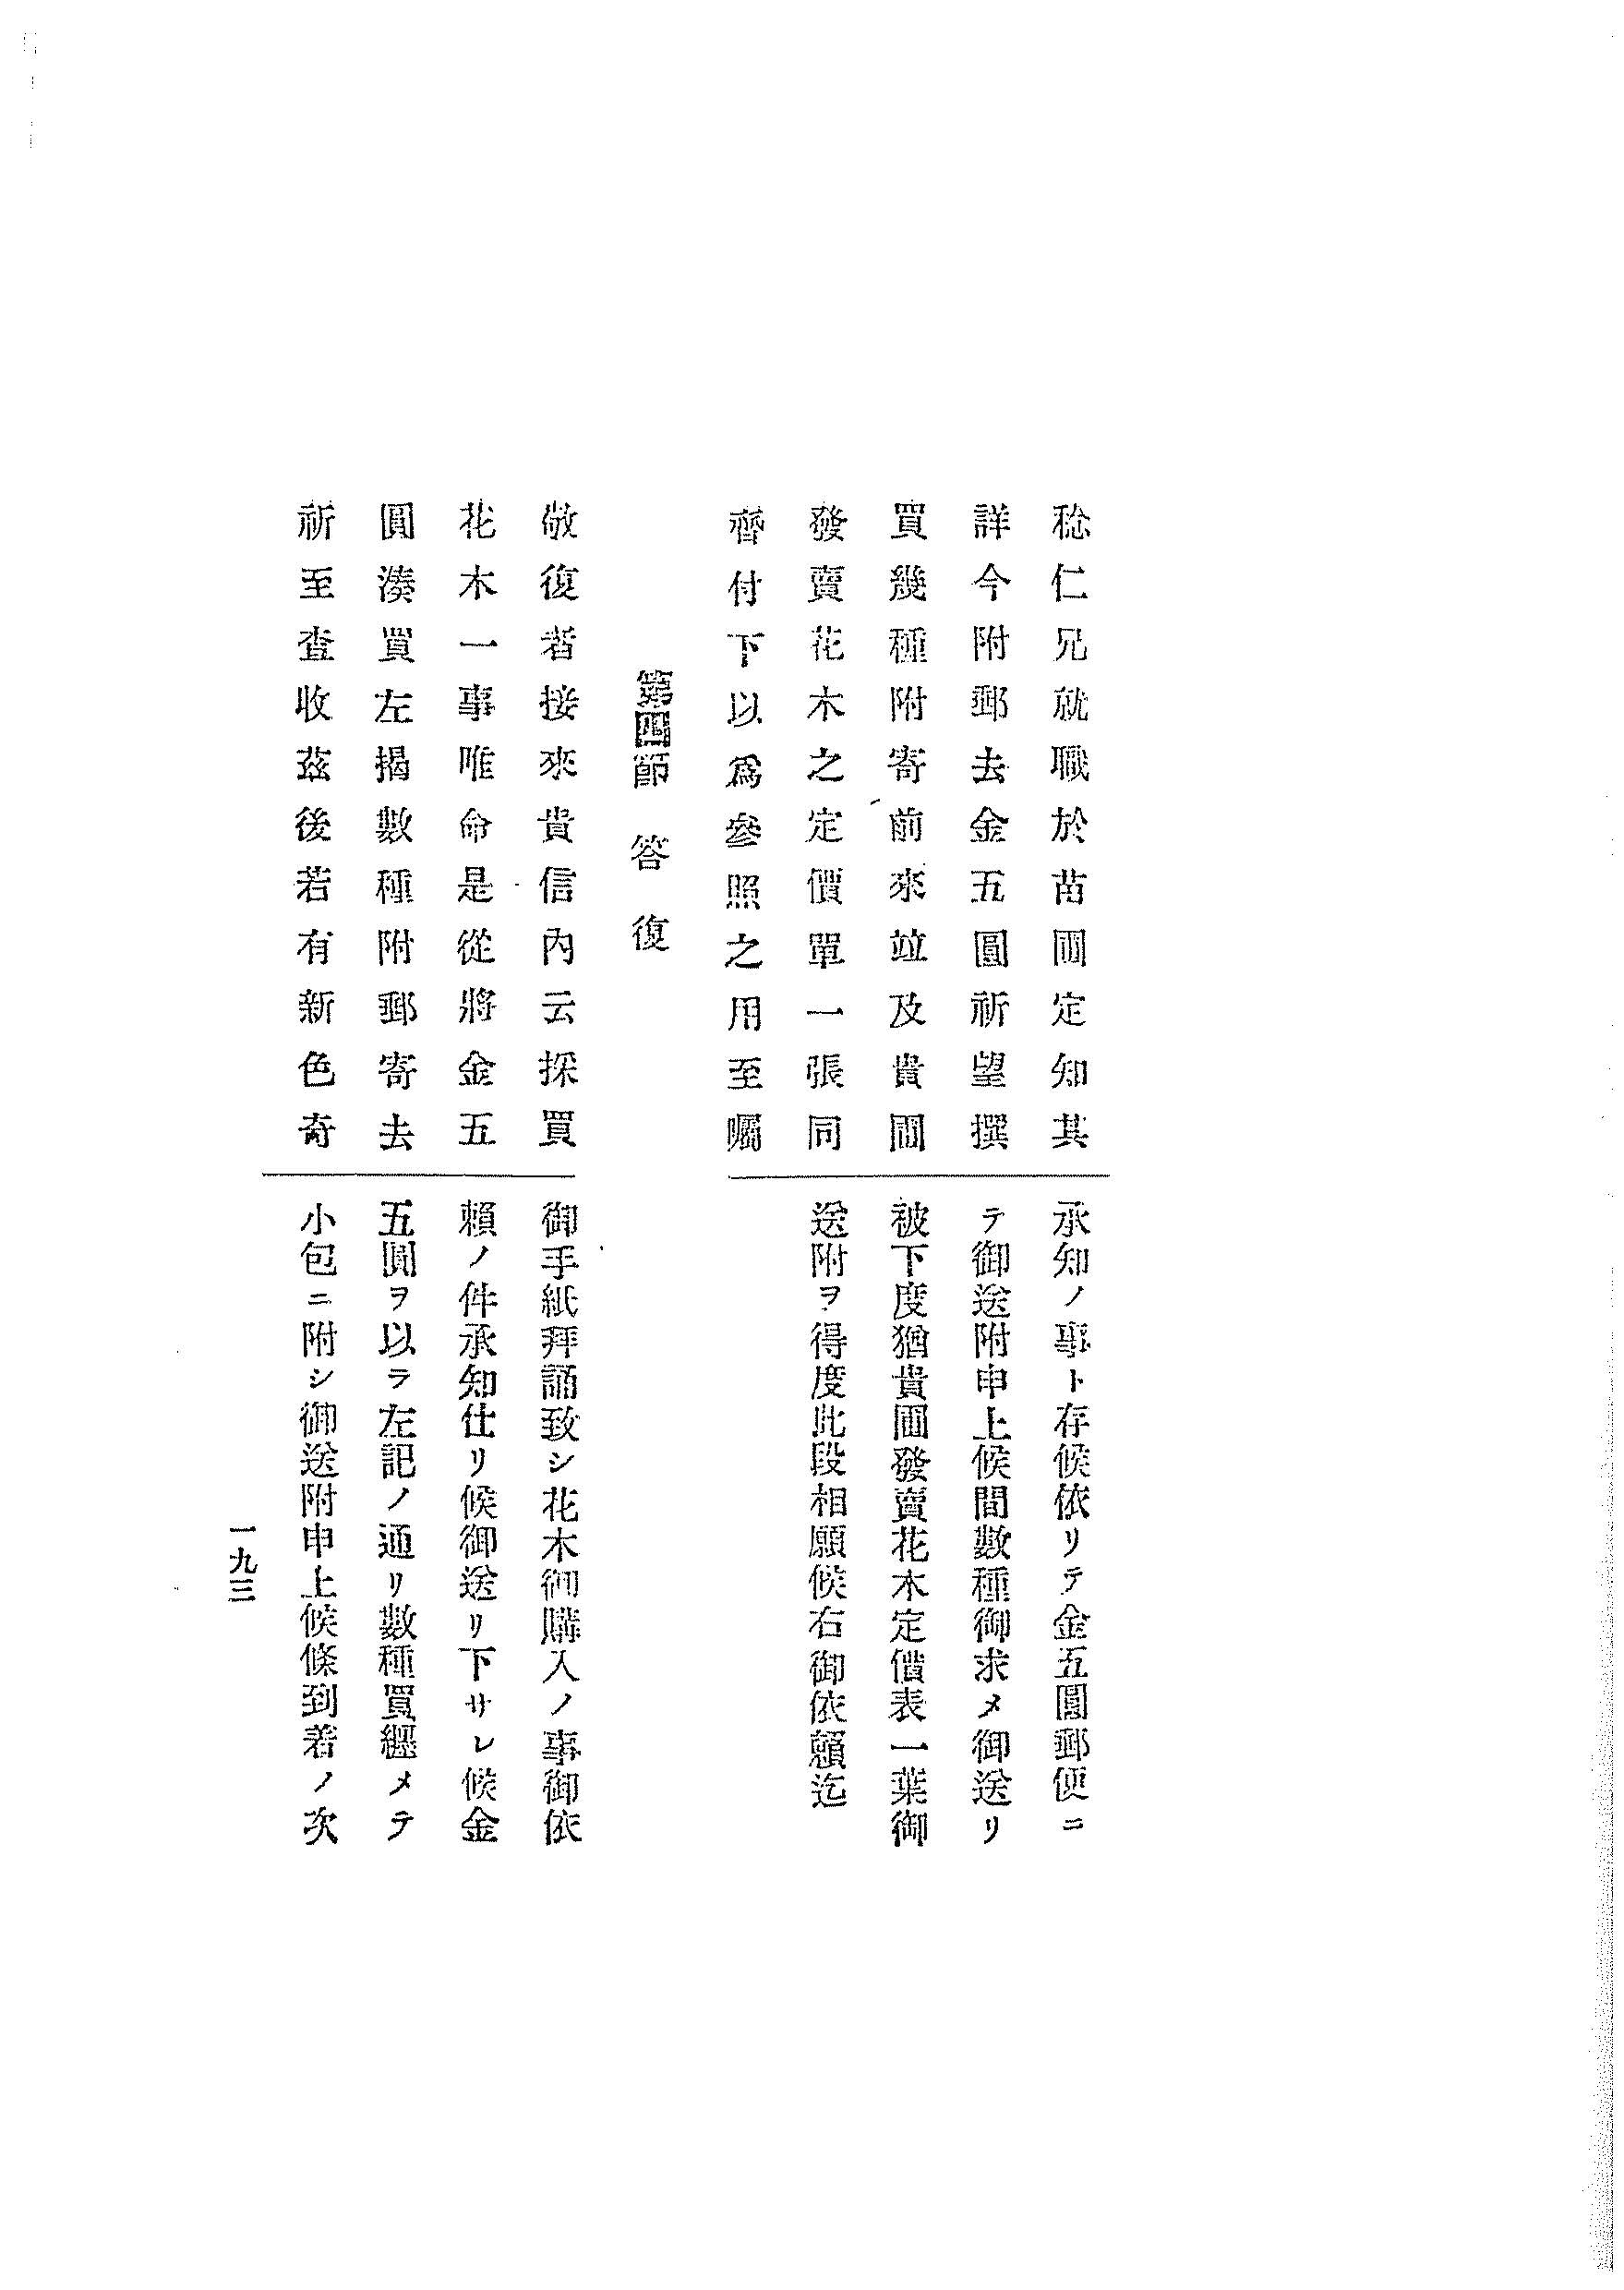 稔仁兄就職於苗圃定知其
詳今附郵去金五圓祈望撰
買幾種附寄前來竝及貴圃
發賣花木之定價單一張同
齊付下以爲參照之用至囑
承知ノ事ト存候依リテ金五圓郵便ニ
テ御送附申上候間數種御求メ御送リ
被下度猶貴圃發賣花木定價表一葉御
送附ヲ得度此段相願候右御依賴迄
第四節 答復
敬復者接來貴信內云採買
花木一事唯命是從將金五
圓湊買左揭數種附郵寄去
祈至查收茲後若有新色奇
御手紙拜誦致シ花木御購入ノ事御依
賴ノ件承知仕リ候御送リ下サレ候金
五圓ヲ以ラ左記ノ通リ數種買纒メテ
小包ニ附シ御送附申上候條到着ノ次
一九三